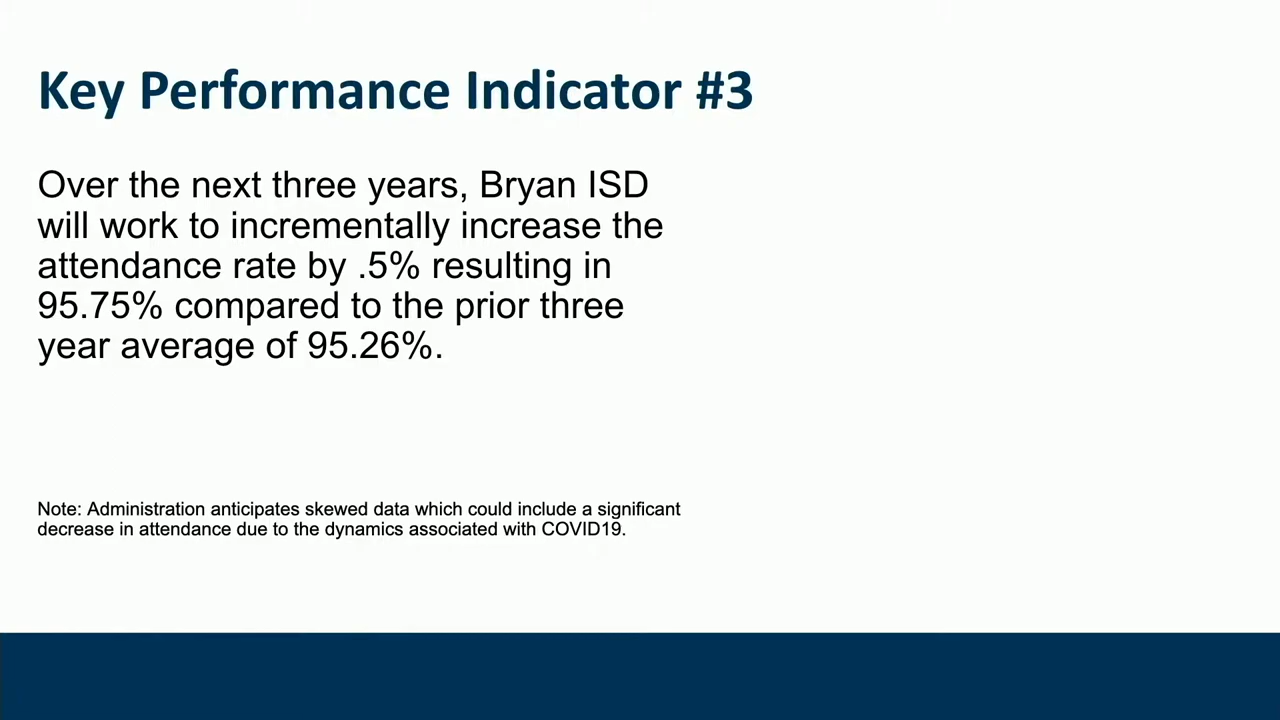 Key Performance Indicator #3
Over the next three years, Bryan ISD
will work to incrementally increase the
attendance rate by .5% resulting in
95.75% compared to the prior three
year average of 95.26%.
Note: Administration anticipates skewed data which could include a significant
decrease in attendance due to the dynamics associated with COVID19.